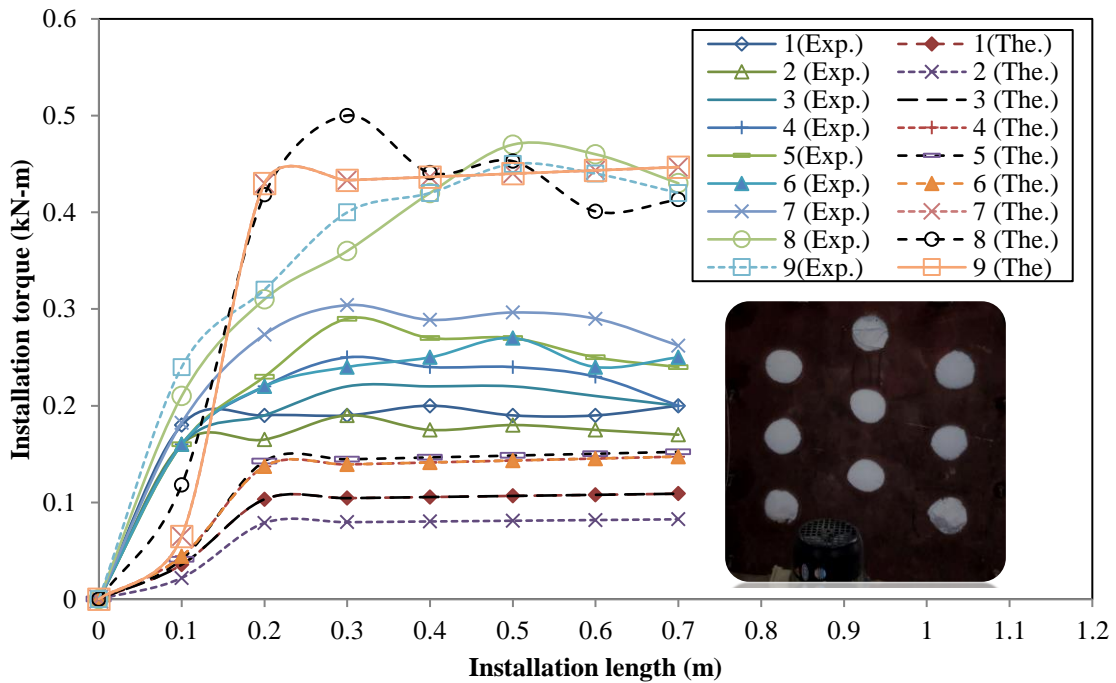 0.6
0.5
0.4
0.3
0.2
0.1
0
Installation torque (kN-m)
1(Exp.) 1(The.)
2 (Exp.) 2 (The.)
3 (Exp.) 3 (The.)
4 (Exp.) 4 (The.)
5(Exp.) 5 (The.)
6 (Exp.) 6 (The.)
7 (Exp.) 7 (The.)
8 (Exp.) 8 (The.)
9(Exp.) 9 (The)
0 0.1 0.2 0.3 0.4 0.5 0.6 0.7 0.8 0.9 1 1.1 1.2
Installation length (m)